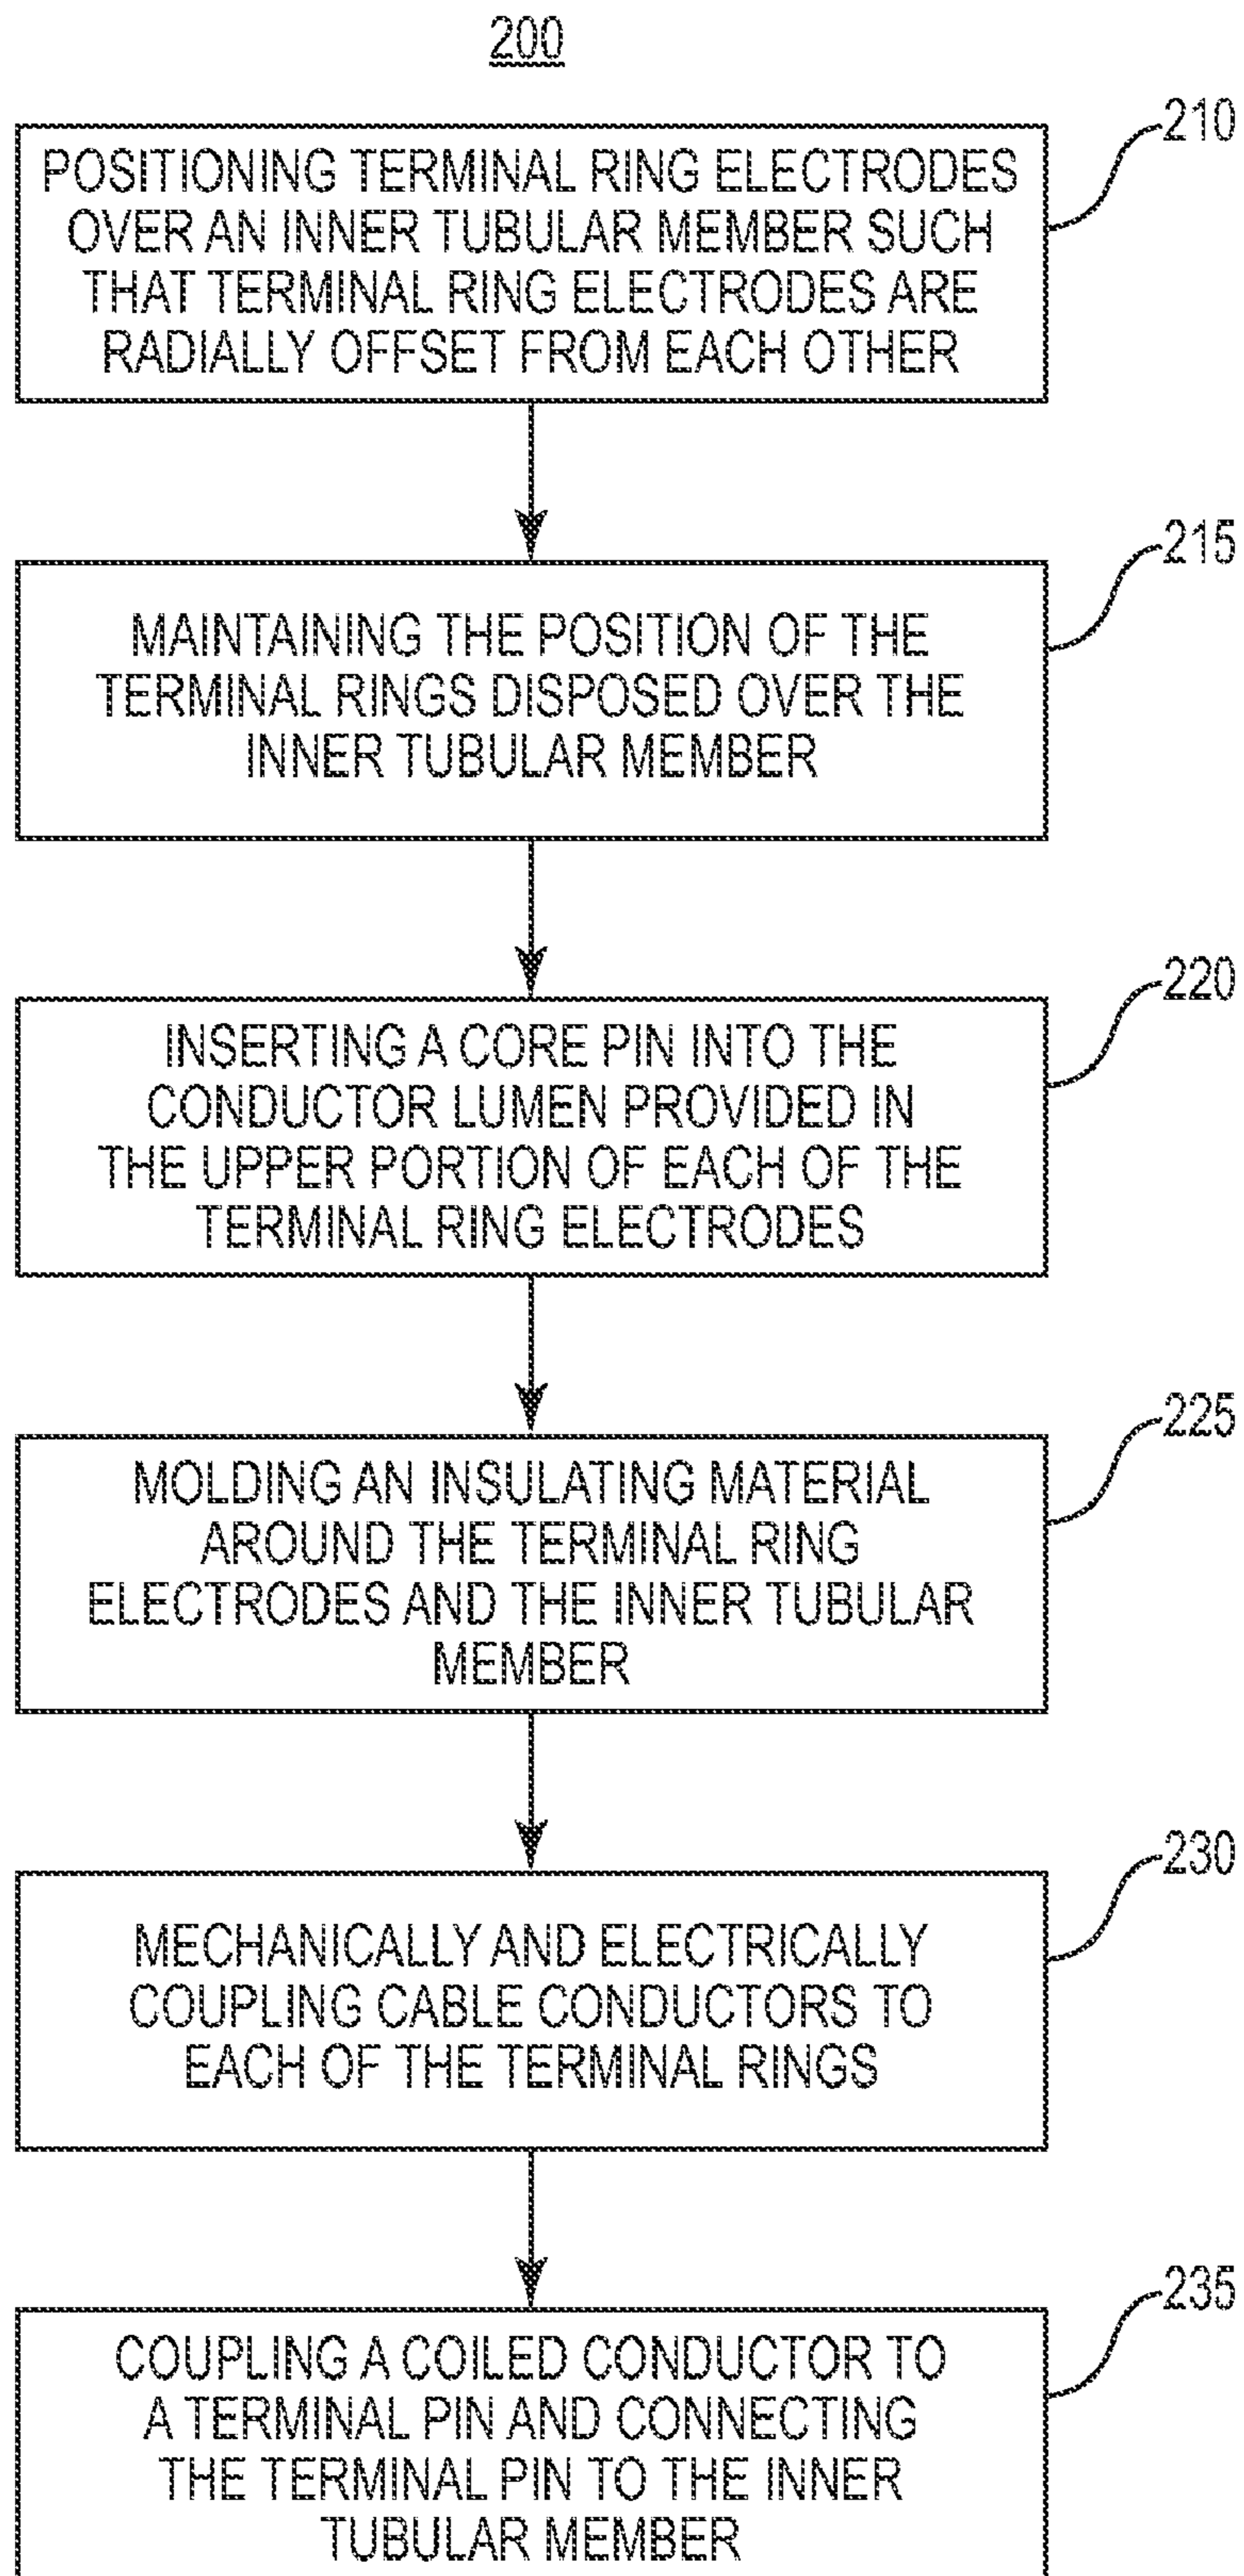 200
210
POSITIONING TERMINAL RING ELECTRODES
OVER AN INNER TUBULAR MEMBER SUCH
THAT TERMINAL RING ELECTRODES ARE
RADIALLY OFFSET FROM EACH OTHER
215
MAINTAINING THE POSITION OF THE
TERMINAL RINGS DISPOSED OVER THE
INNER TUBULAR MEMBER
220
INSERTING A CORE PIN INTO THE
CONDUCTOR LUMEN PROVIDED IN
THE UPPER PORTION OF EACH OF THE
TERMINAL RING ELECTRODES
225
MOLDING AN INSULATING MATERIAL
AROUND THE TERMINAL RING
ELECTRODES AND THE INNER TUBULAR
MEMBER
230
MECHANICALLY AND ELECTRICALLY
COUPLING CABLE CONDUCTORS TO
EACH OF THE TERMINAL RINGS
235
COUPLING A COILED CONDUCTOR TO
A TERMINAL PIN AND CONNECTING
THE TERMINAL PIN TO THE INNER
TUBULAR MEMBER